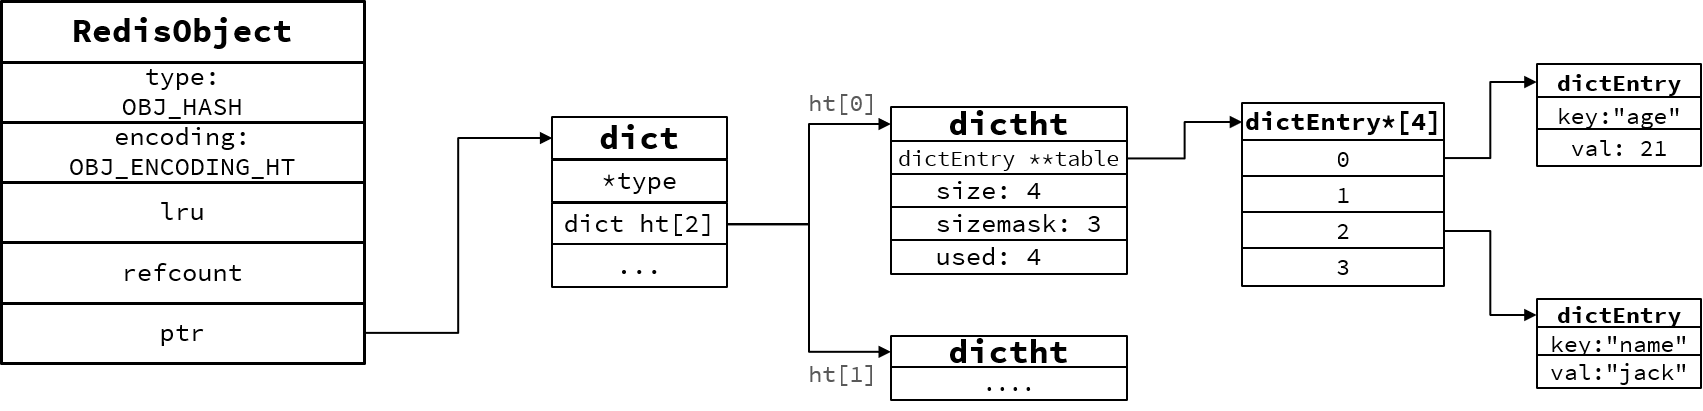 RedisObject
type:
OBJ_HASH
encoding:
OBJ_ENCODING_HT
lru
refcount
ptr
dict
*type
dict ht[2]
...
ht[0]
dictht
dictEntry **table
size: 4
sizemask: 3
used: 4
ht[1]
dictht
....
dictEntry*[4]
0
1
2
3
dictEntry
key:"age"
val: 21
dictEntry
key:"name"
val:"jack"